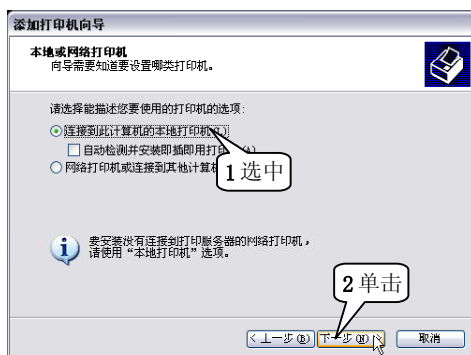 添加打印机向导
本地或网络打印机
向导需要知道要设置哪类打印机。
请选择能描述您要使用的打印机的选项:
连接到此计算机的本地打印机(L)
自动检测并安装即插即用打印
网络打印机或连接到其他计算机
1 选中
要安装没有连接到打印服务器的网络打印机，
请使用“本地打印机”选项。
2 单击
<上一步(B) 下一步(N)> 取消